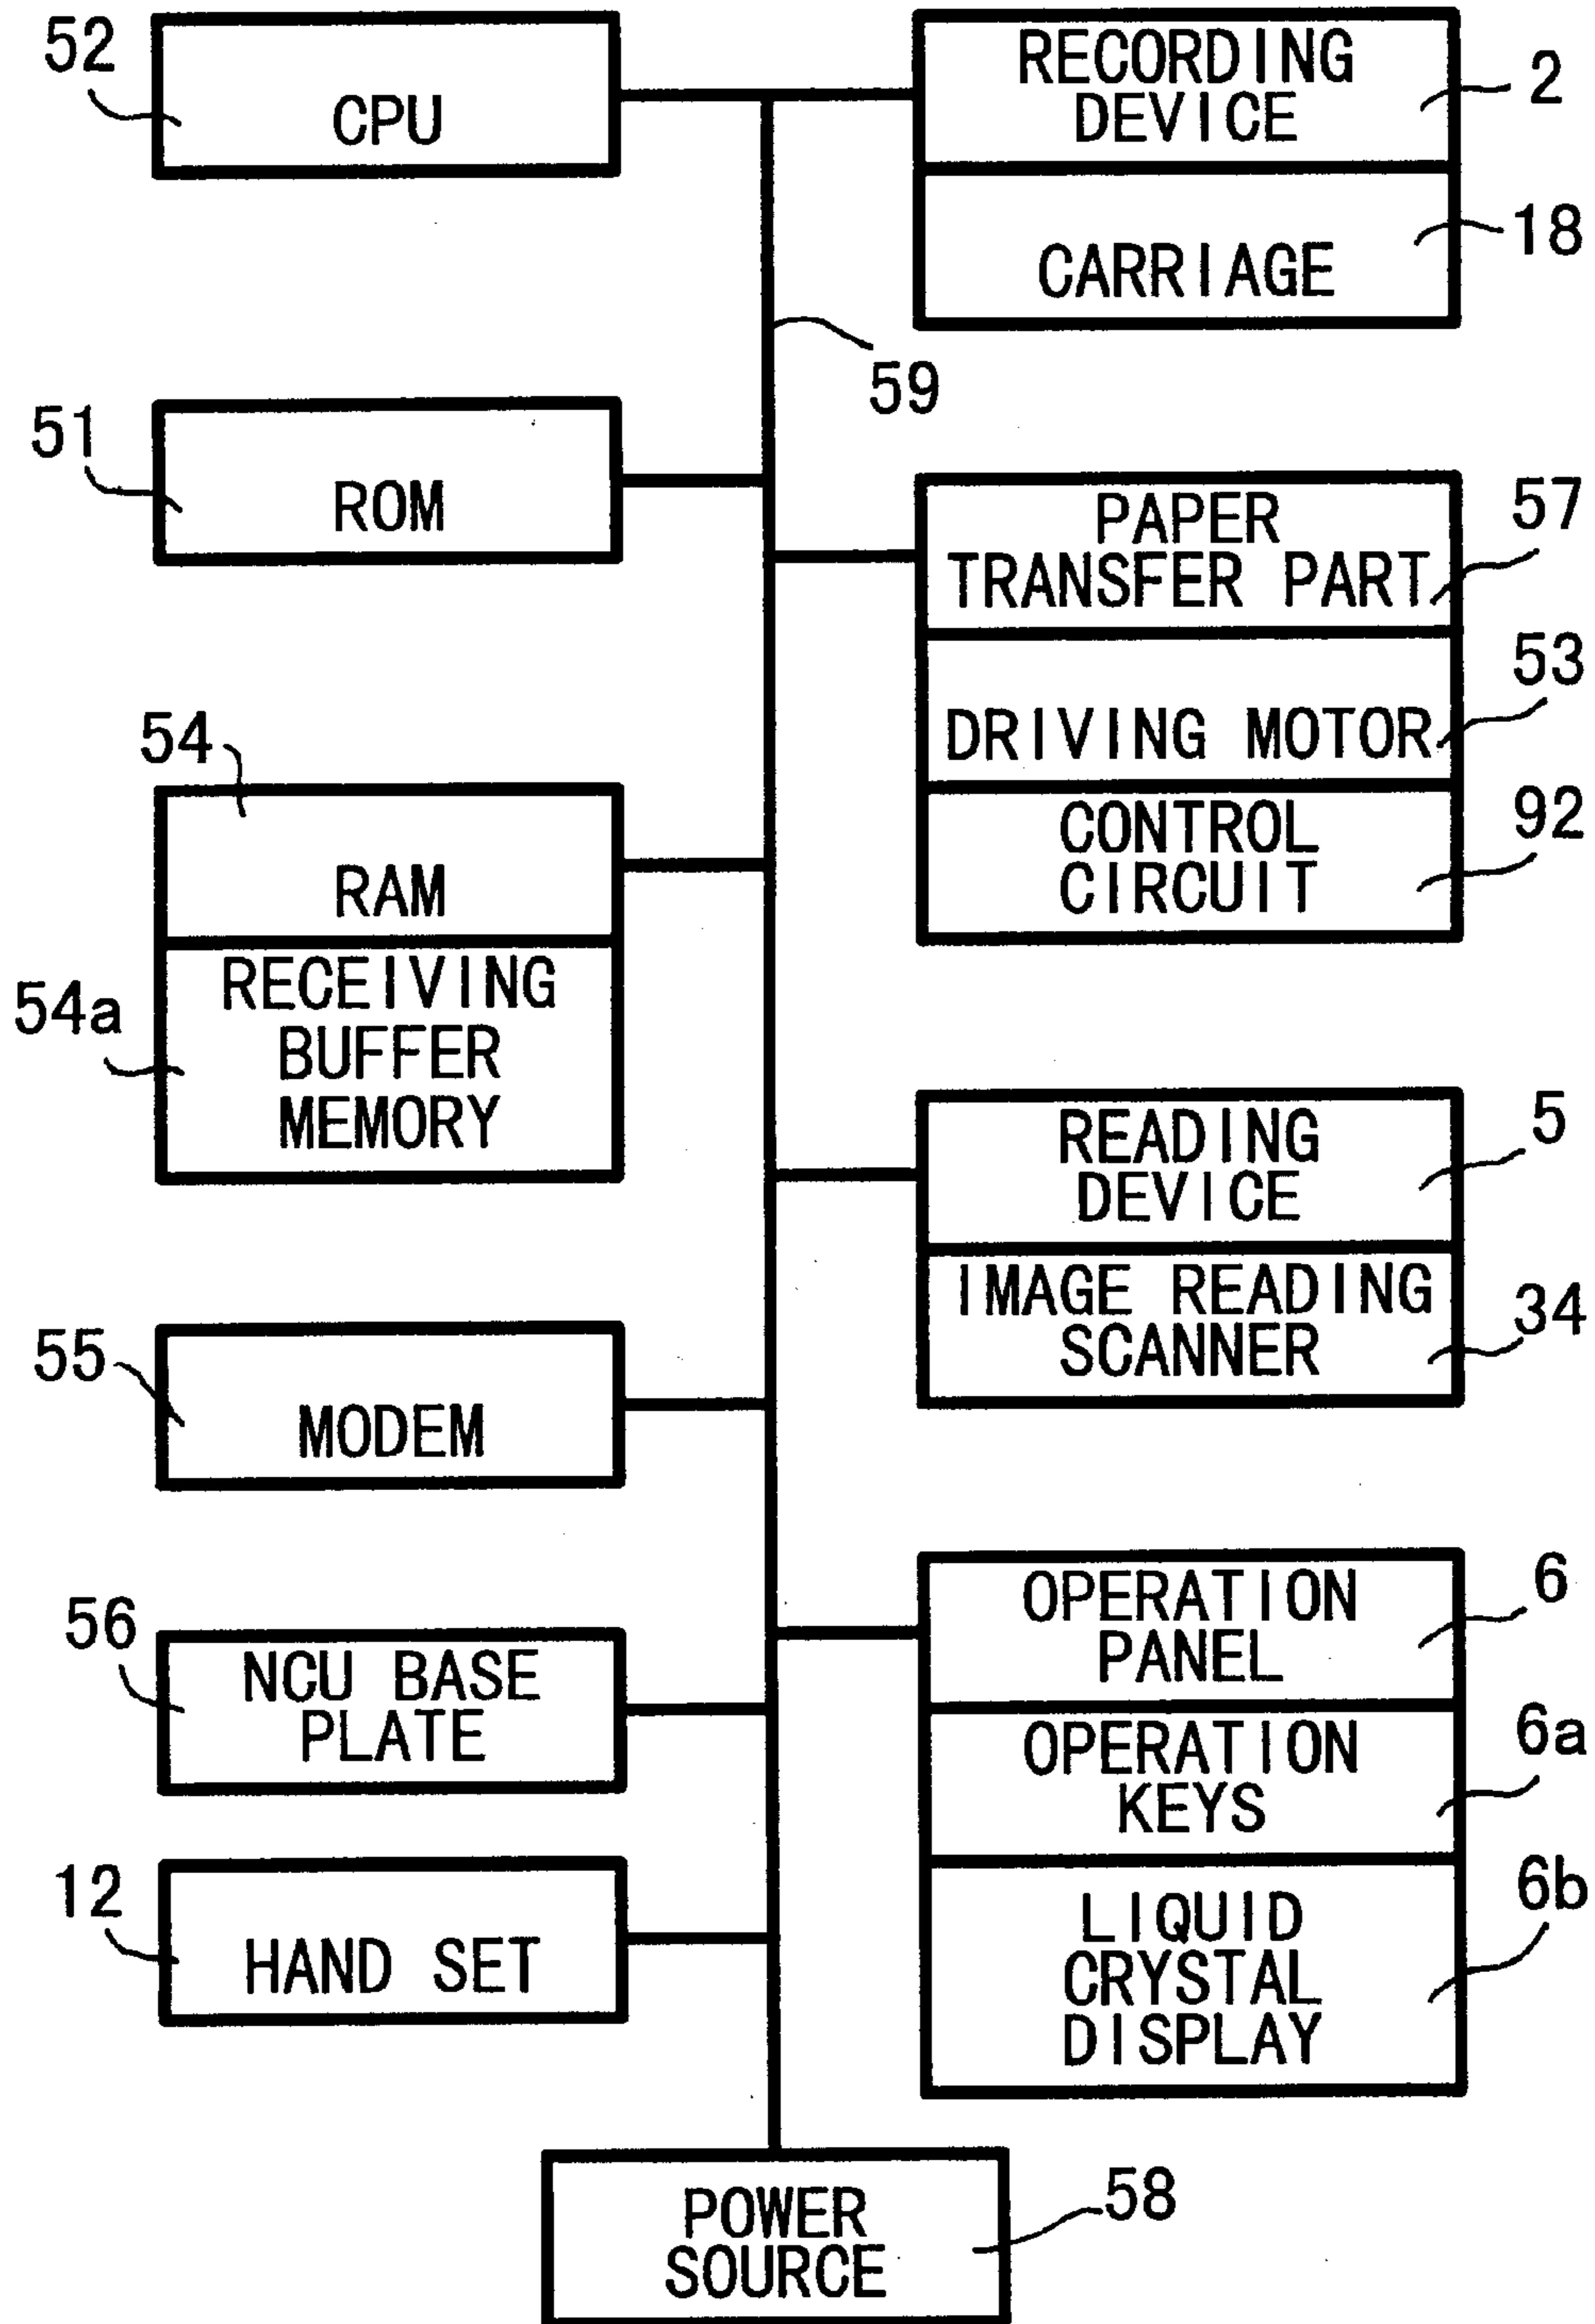 52
CPU
RECORDING
DEVICE
2
CARRIAGE
18
59
51
ROM
PAPER
TRANSFER PART
57
DRIVING MOTOR
53
CONTROL
CIRCUIT
92
54
RAM
54a
RECEIVING
BUFFER
MEMORY
READING
DEVICE
5
IMAGE READING
SCANNER
34
55
MODEM
56
NCU BASE
PLATE
OPERATION
PANEL
6
OPERATION
KEYS
6a
LIQUID
CRYSTAL
DISPLAY
6b
12
HAND SET
POWER
SOURCE
58